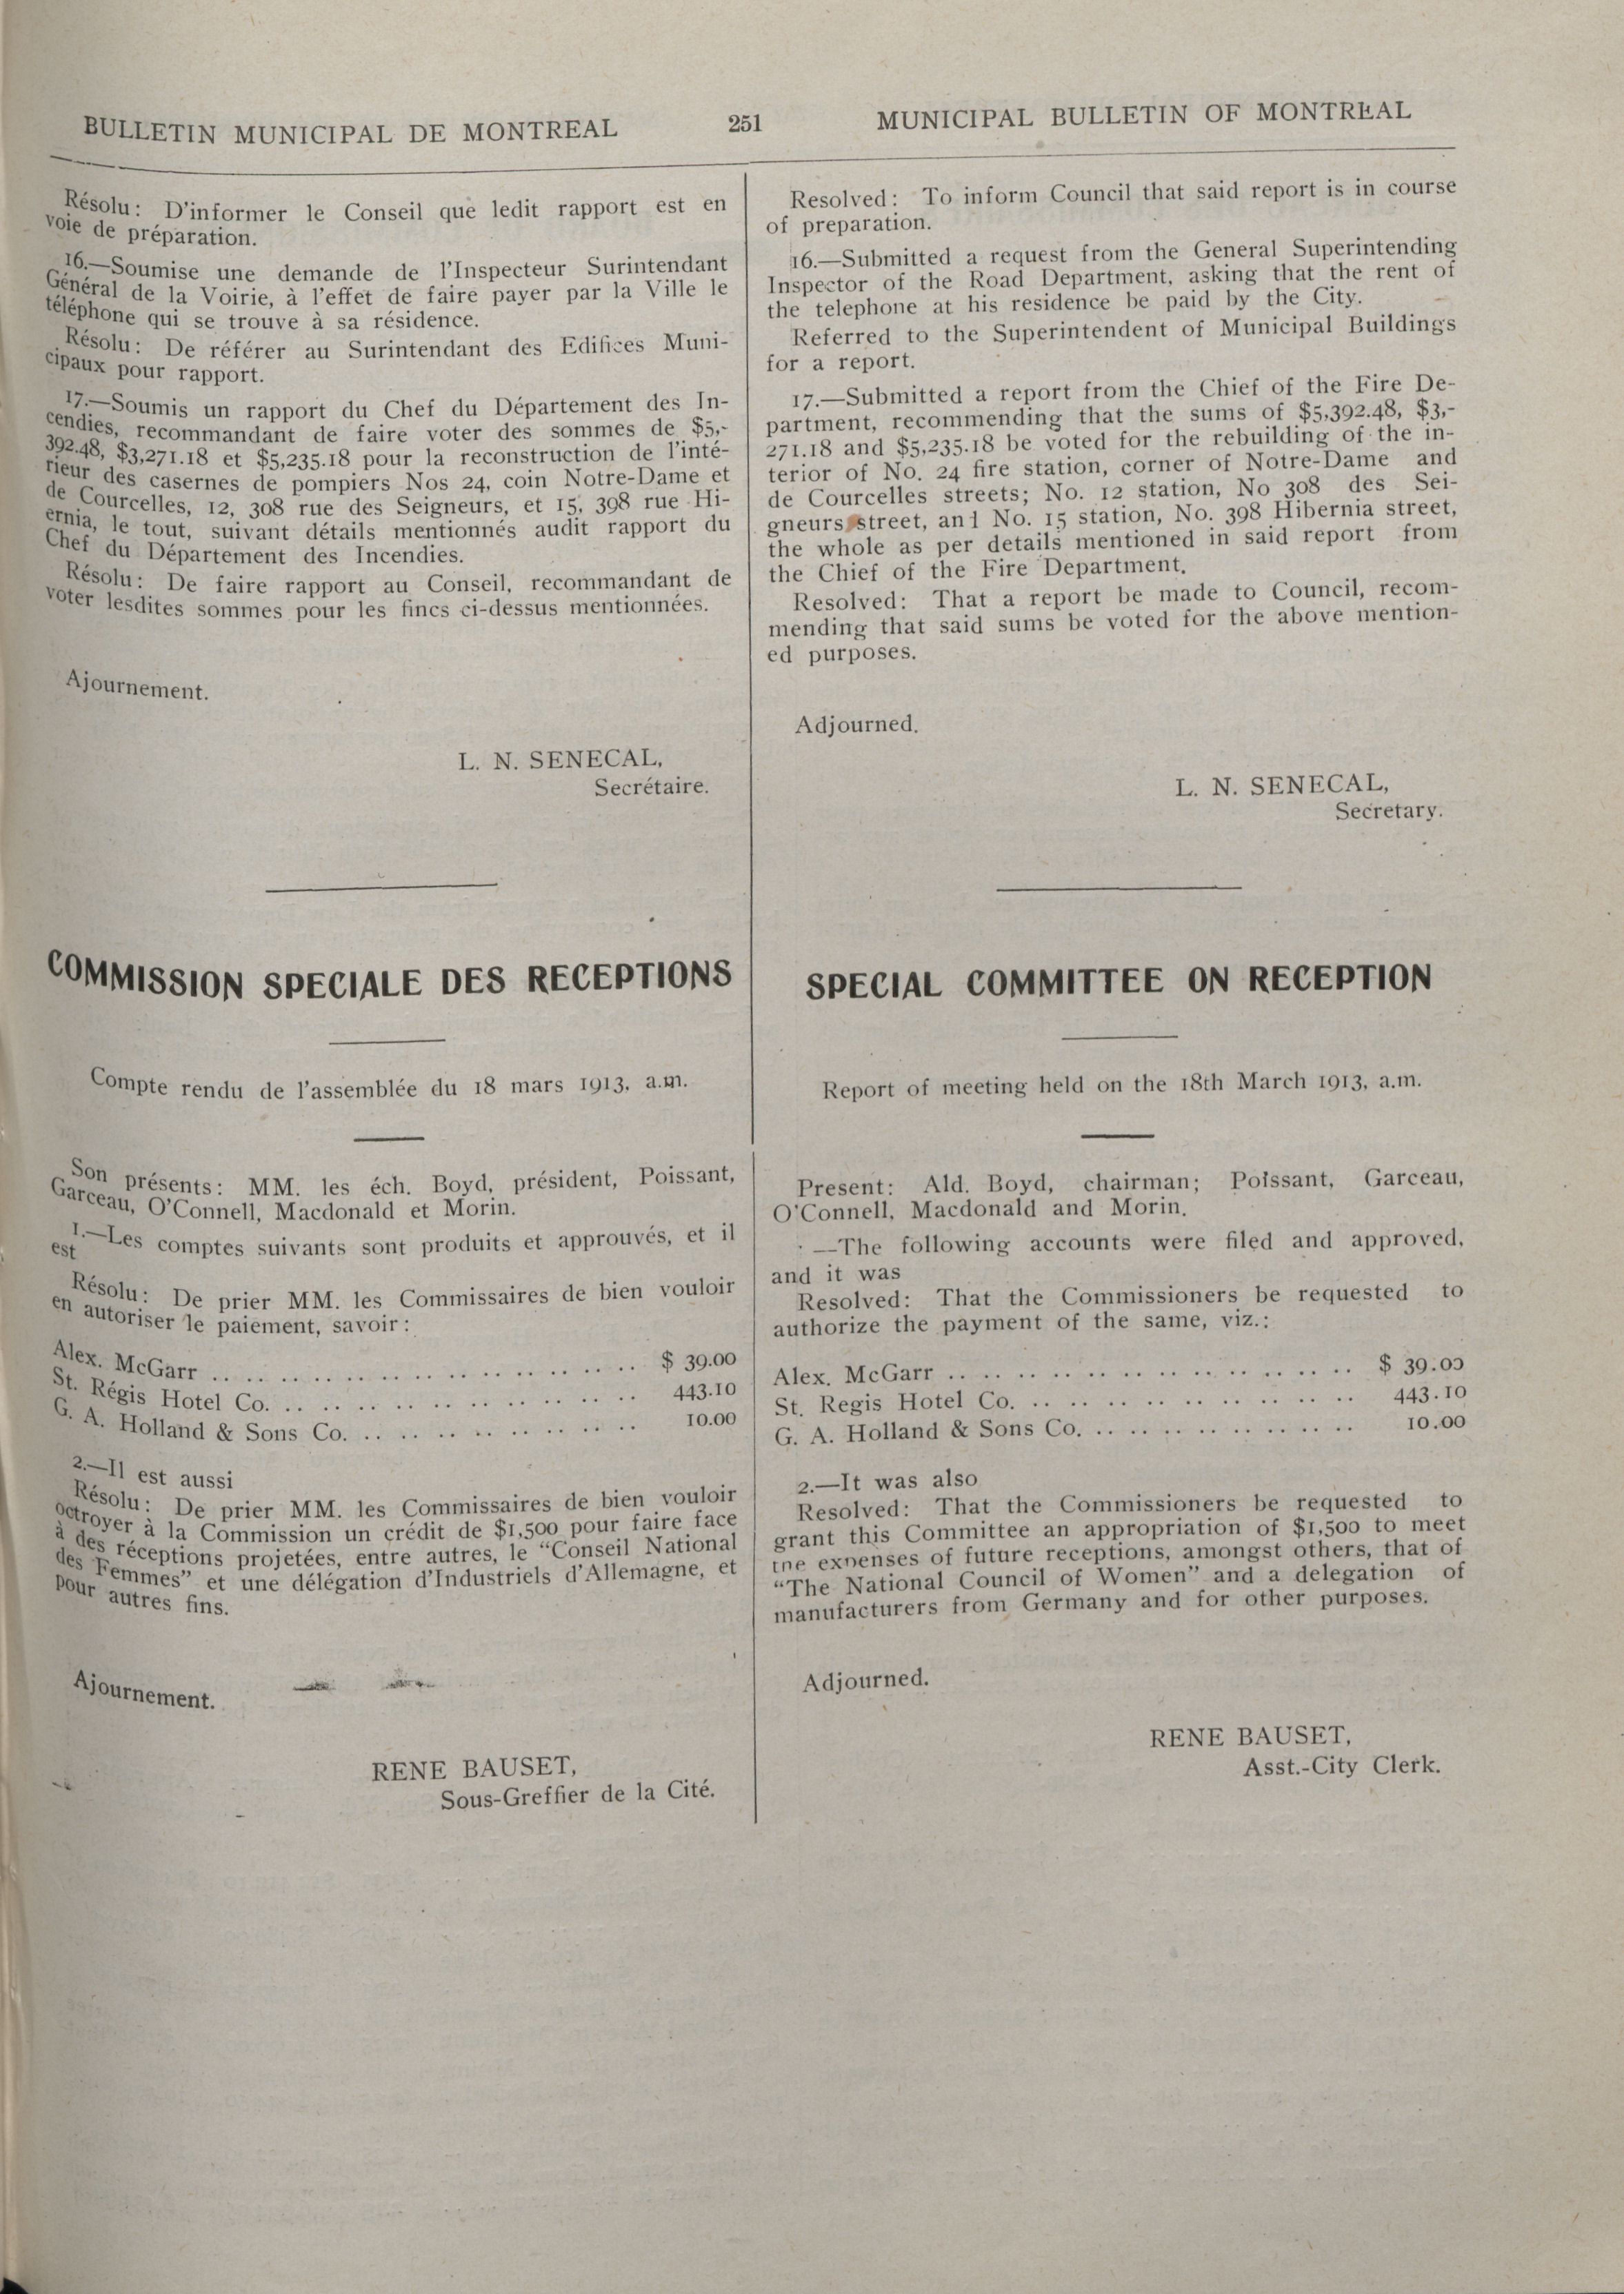 BULLETIN MUNICIPAL DE MONTREAL
251
MUNICIPAL BULLETIN OF MONTREAL
Résolu: D'informer le Conseil que ledit rapport est en
voie de préparation.
16.—Soumise une demande de l'Inspecteur Surintendant
Général de la Voirie, à l'effet de faire payer par la Ville le
téléphone qui se trouve à sa résidence.
Résolu: De référer au Surintendant des Edifices Muni-
cipaux pour rapport.
17.—Soumis un rapport du Chef du Département des In-
cendies, recommandant de faire voter des sommes de $5,-
392.48, $3,271.18 et $5,235.18 pour la reconstruction de l'inté-
rieur des casernes de pompiers Nos 24, coin Notre-Dame et
de Courcelles, 12, 308 rue des Seigneurs, et 15, 398 rue Hi-
ernia, le tout, suivant détails mentionnés audit rapport du
Chef du Département des Incendies.
Résolu: De faire rapport au Conseil, recommandant de
voter lesdites sommes pour les fincs ci-dessus mentionnées.
Ajournement.
L. N. SENECAL,
Secrétaire.
COMMISSION SPECIALE DES RECEPTIONS
Compte rendu de l'assemblée du 18 mars 1913, a.m.
Son présents: MM. les éch. Boyd, président, Poissant,
Garceau, O'Connell, Macdonald et Morin.
1.—Les comptes suivants sont produits et approuvés, et il
est
Résolu: De prier MM. les Commissaires de bien vouloir
en autoriser le paiement, savoir:
Alex. McGarr .. .. .. .. .. .. .. .. .. .. .. .. $ 39.00
St. Régis Hotel Co. .. .. .. .. .. .. .. .. .. .. 443.10
G. A. Holland & Sons Co. .. .. .. .. .. .. .. .. 10.00
2.—Il est aussi
Résolu: De prier MM. les Commissaires de bien vouloir
octroyer à la Commission un crédit de $1,500 pour faire face
à des réceptions projetées, entre autres, le "Conseil National
des Femmes" et une délégation d'Industriels d'Allemagne, et
pour autres fins.
Ajournement.
RENE BAUSET,
Sous-Greffier de la Cité.
Resolved: To inform Council that said report is in course
of preparation.
16.—Submitted a request from the General Superintending
Inspector of the Road Department, asking that the rent of
the telephone at his residence be paid by the City.
Referred to the Superintendent of Municipal Buildings
for a report.
17.—Submitted a report from the Chief of the Fire De-
partment, recommending that the sums of $5,392.48, $3,-
271.18 and $5,235.18 be voted for the rebuilding of the in-
terior of No. 24 fire station, corner of Notre-Dame and
de Courcelles streets; No. 12 station, No 308 des Sei-
gneurs street, and No. 15 station, No. 398 Hibernia street,
the whole as per details mentioned in said report from
the Chief of the Fire Department.
Resolved: That a report be made to Council, recom-
mending that said sums be voted for the above mention-
ed purposes.
Adjourned.
L. N. SENECAL,
Secretary.
SPECIAL COMMITTEE ON RECEPTION
Report of meeting held on the 18th March 1913, a.m.
Present: Ald. Boyd, chairman; Poissant, Garceau,
O'Connell, Macdonald and Morin.
—The following accounts were filed and approved,
and it was
Resolved: That the Commissioners be requested to
authorize the payment of the same, viz.:
Alex. McGarr .. .. .. .. .. .. .. .. .. .. .. .. $ 39.00
St. Regis Hotel Co. .. .. .. .. .. .. .. .. .. .. 443.10
G. A. Holland & Sons Co. .. .. .. .. .. .. .. .. 10.00
2.—It was also
Resolved: That the Commissioners be requested to
grant this Committee an appropriation of $1,500 to meet
the expenses of future receptions, amongst others, that of
"The National Council of Women" and a delegation of
manufacturers from Germany and for other purposes.
Adjourned.
RENE BAUSET,
Asst.-City Clerk.